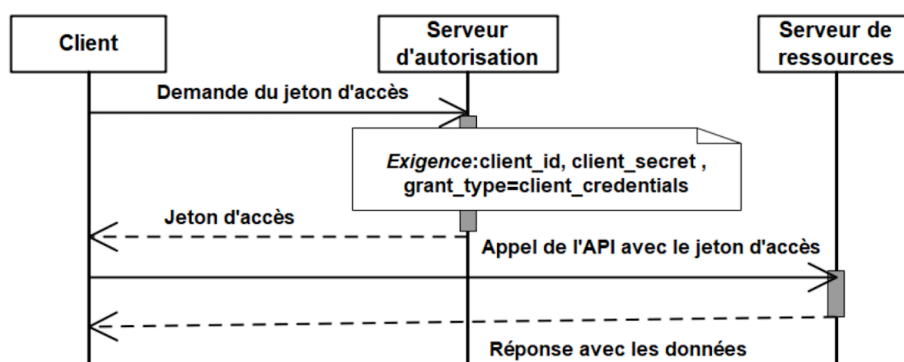 Client
Serveur
d'autorisation
Serveur de
ressources
Demande du jeton d'accès
Exigence:client_id, client_secret ,
grant_type=client_credentials
Jeton d'accès
Appel de l'API avec le jeton d'accès
Réponse avec les données